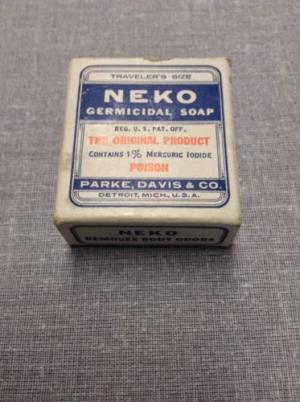 TRAVELER'S SIZE
NEKO
GERMICIDAL SOAP
REG. U. S. PAT. OFF.
THE ORIGINAL PRODUCT
CONTAINS 1% MERCURIC IODIDE
POISON
PARKE, DAVIS & CO.
DETROIT, MICH., U.S.A.
NEKO
REMOVES BODY ODORS